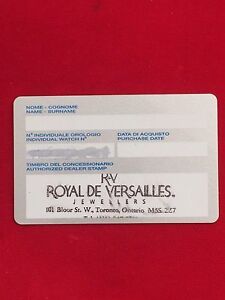 NOME - COGNOME
NAME - SURNAME
N° INDIVIDUALE OROLOGIO
INDIVIDUAL WATCH N°
DATA DI ACQUISTO
PURCHASE DATE
TIMBRO DEL CONCESSIONARIO
AUTHORIZED DEALER STAMP
RV
ROYAL DE VERSAILLES
JEWELLERS
101 Bloor St. W., Toronto, Ontario, M5S 2Z7